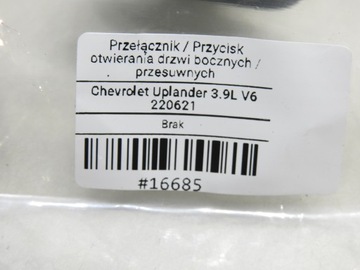 Przełącznik / Przycisk
otwierania drzwi bocznych /
przesuwnych
Chevrolet Uplander 3.9L V6
220621
Brak
#16685